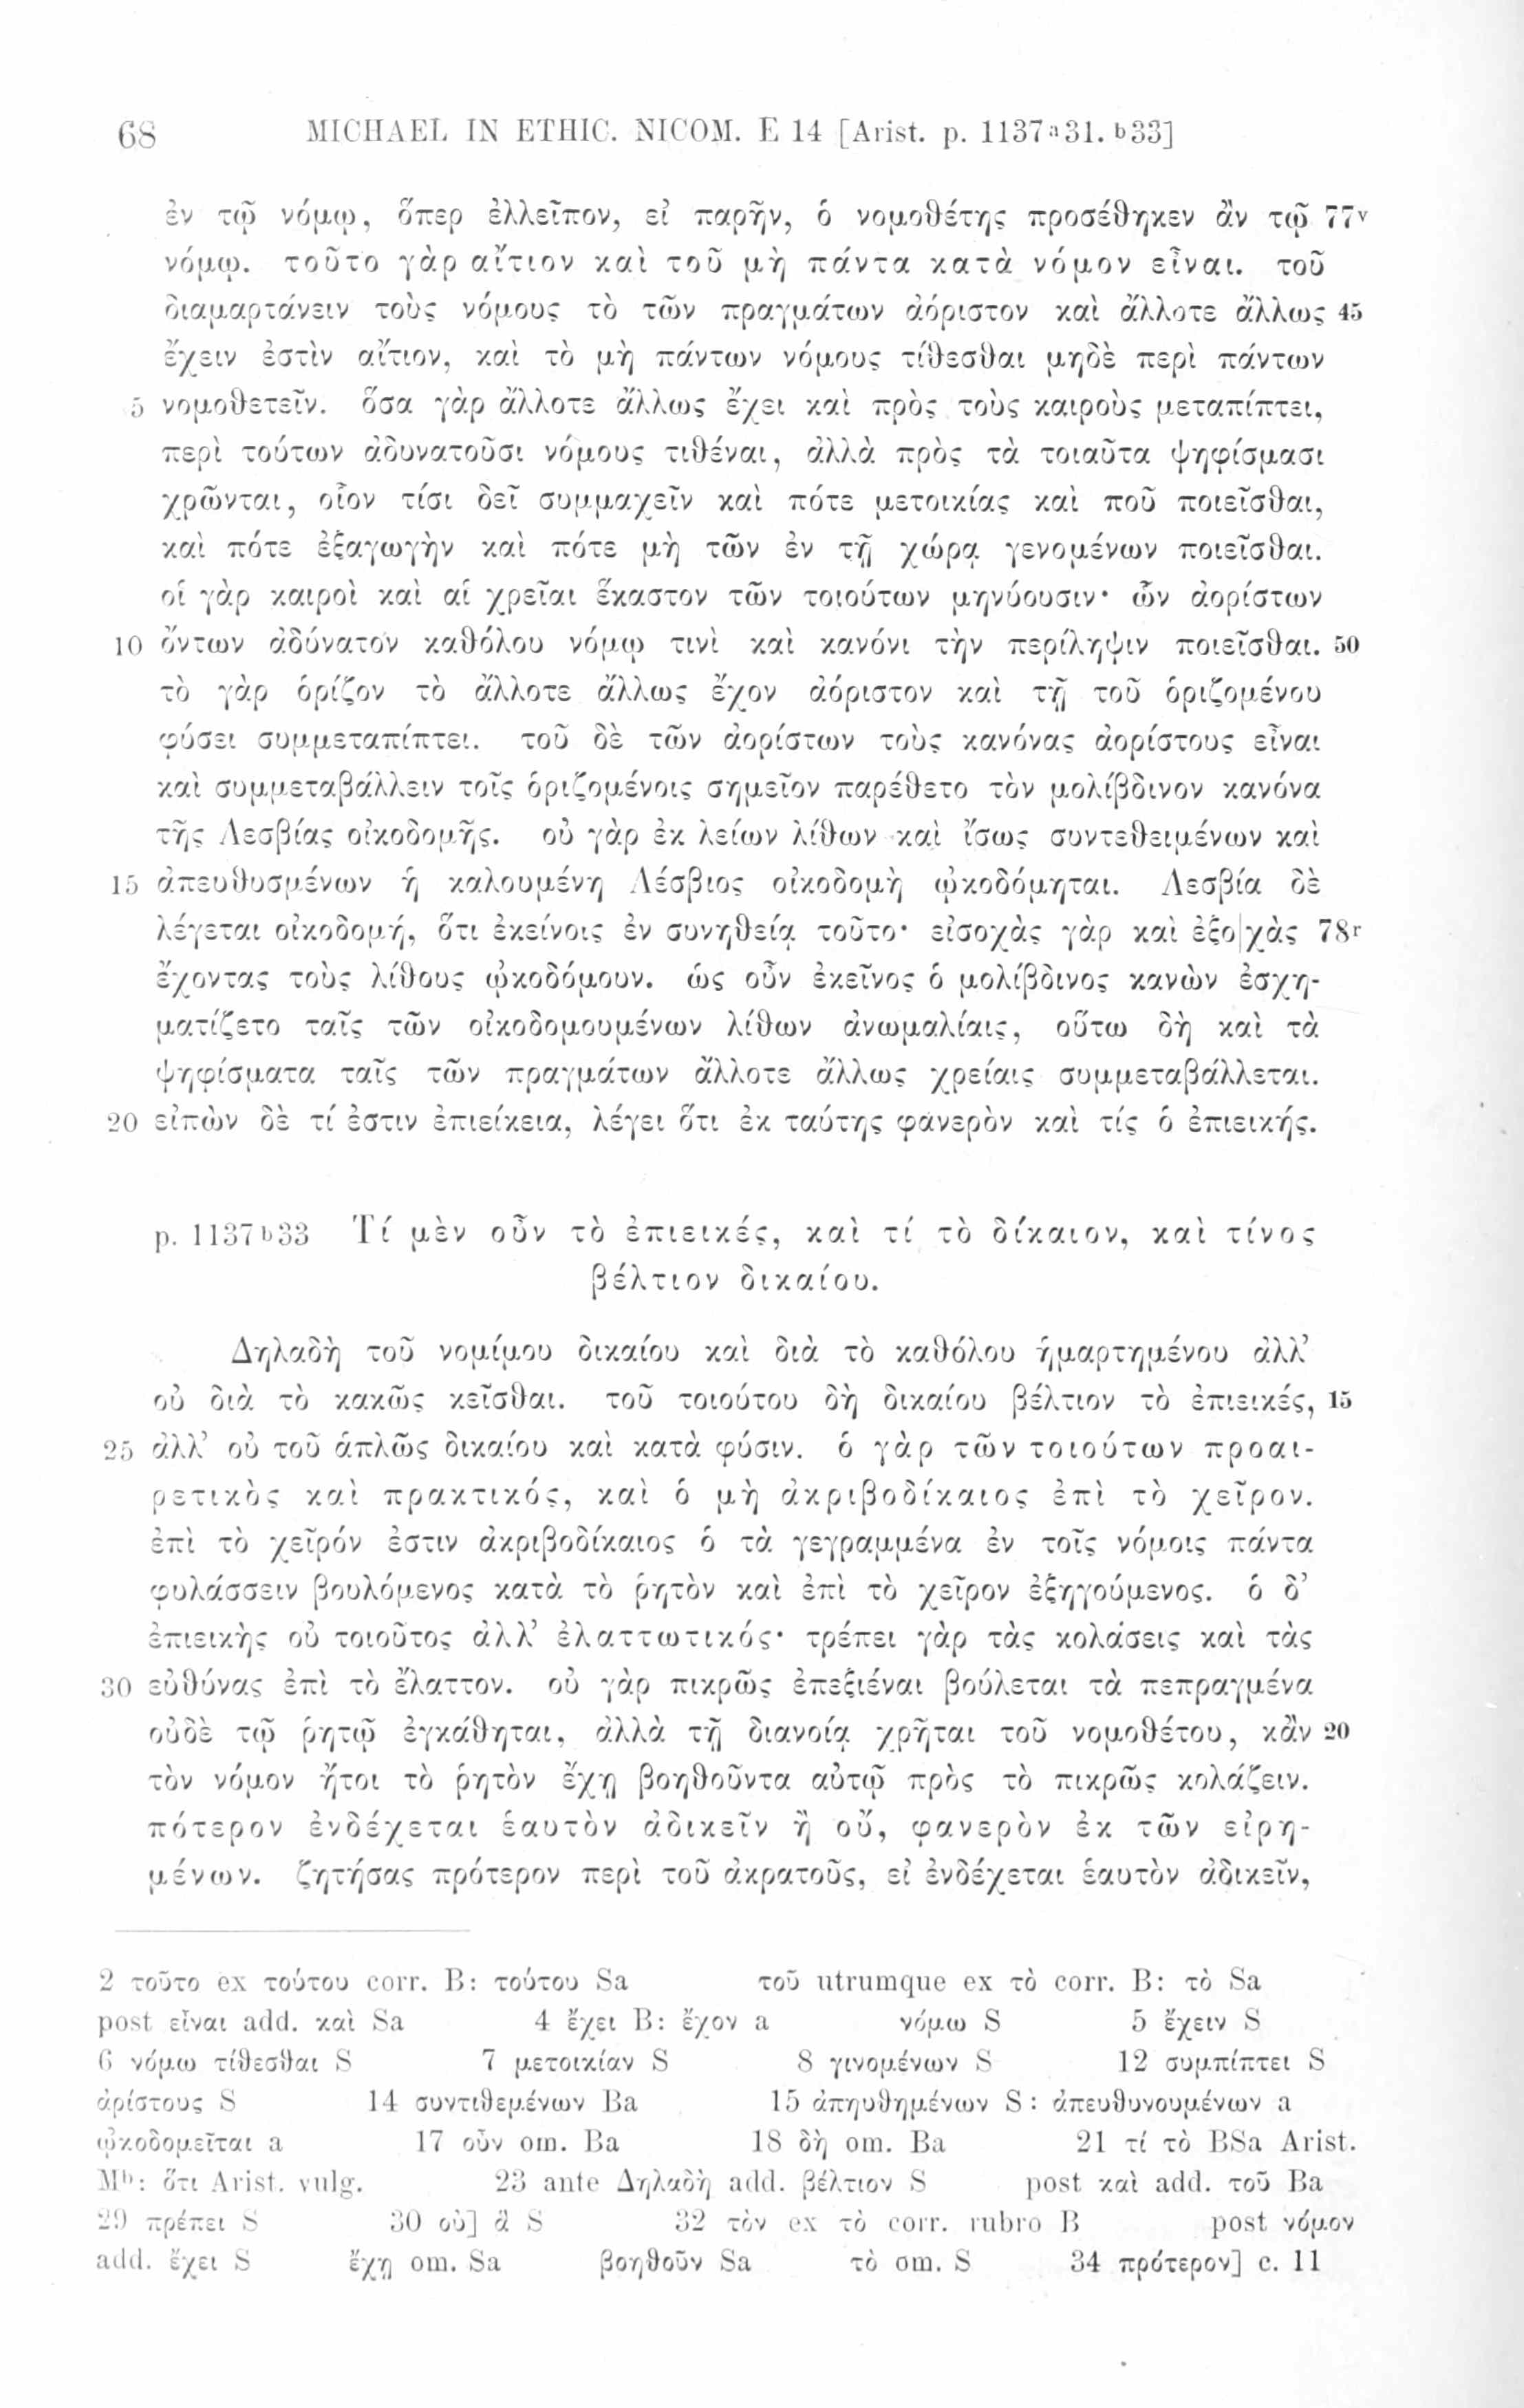 68 MICHAEL IN ETHIC. NICOM. E 14 [Arist. p. 1137ᵃ31. ᵇ33]
ἐν τῷ νόμῳ, ὅπερ ἐλλεῖπον, εἰ παρῆν, ὁ νομοθέτης προσέθηκεν ἂν τῷ 77ᵛ
νόμῳ. τοῦτο γὰρ αἴτιον καὶ τοῦ μὴ πάντα κατὰ νόμον εἶναι. τοῦ
διαμαρτάνειν τοὺς νόμους τὸ τῶν πραγμάτων ἀόριστον καὶ ἄλλοτε ἄλλως 45
ἔχειν ἐστὶν αἴτιον, καὶ τὸ μὴ πάντων νόμους τίθεσθαι μηδὲ περὶ πάντων
5 νομοθετεῖν. ὅσα γὰρ ἄλλοτε ἄλλως ἔχει καὶ πρὸς τοὺς καιροὺς μεταπίπτει,
περὶ τούτων ἀδυνατοῦσι νόμους τιθέναι, ἀλλὰ πρὸς τὰ τοιαῦτα ψηφίσμασι
χρῶνται, οἷον τίσι δεῖ συμμαχεῖν καὶ πότε μετοικίας καὶ ποῦ ποιεῖσθαι,
καὶ πότε ἐξαγωγὴν καὶ πότε μὴ τῶν ἐν τῇ χώρᾳ γενομένων ποιεῖσθαι.
οἱ γὰρ καιροὶ καὶ αἱ χρεῖαι ἕκαστον τῶν τοιούτων μηνύουσιν· ὧν ἀορίστων
10 ὄντων ἀδύνατον καθόλου νόμῳ τινὶ καὶ κανόνι τὴν περίληψιν ποιεῖσθαι. 50
τὸ γὰρ ὁρίζον τὸ ἄλλοτε ἄλλως ἔχον ἀόριστον καὶ τῇ τοῦ ὁριζομένου
φύσει συμμεταπίπτει. τοῦ δὲ τῶν ἀορίστων τοὺς κανόνας ἀορίστους εἶναι
καὶ συμμεταβάλλειν τοῖς ὁριζομένοις σημεῖον παρέθετο τὸν μολίβδινον κανόνα
τῆς Λεσβίας οἰκοδομῆς. οὐ γὰρ ἐκ λείων λίθων καὶ ἴσως συντεθειμένων καὶ
15 ἀπευθυσμένων ἡ καλουμένη Λέσβιος οἰκοδομὴ ᾠκοδόμηται. Λεσβία δὲ
λέγεται οἰκοδομή, ὅτι ἐκείνοις ἐν συνηθείᾳ τοῦτο· εἰσοχὰς γὰρ καὶ ἐξο|χὰς 78ʳ
ἔχοντας τοὺς λίθους ᾠκοδόμουν. ὡς οὖν ἐκεῖνος ὁ μολίβδινος κανὼν ἐσχη-
ματίζετο ταῖς τῶν οἰκοδομουμένων λίθων ἀνωμαλίαις, οὕτω δὴ καὶ τὰ
ψηφίσματα ταῖς τῶν πραγμάτων ἄλλοτε ἄλλως χρείαις συμμεταβάλλεται.
20 εἰπὼν δὲ τί ἐστιν ἐπιείκεια, λέγει ὅτι ἐκ ταύτης φανερὸν καὶ τίς ὁ ἐπιεικής.
p. 1137ᵇ33 Τί μὲν οὖν τὸ ἐπιεικές, καὶ τί τὸ δίκαιον, καὶ τίνος
βέλτιον δικαίου.
Δηλαδὴ τοῦ νομίμου δικαίου καὶ διὰ τὸ καθόλου ἡμαρτημένου ἀλλ’
οὐ διὰ τὸ κακῶς κεῖσθαι. τοῦ τοιούτου δὴ δικαίου βέλτιον τὸ ἐπιεικές, 15
25 ἀλλ’ οὐ τοῦ ἁπλῶς δικαίου καὶ κατὰ φύσιν. ὁ γὰρ τῶν τοιούτων προαι-
ρετικὸς καὶ πρακτικός, καὶ ὁ μὴ ἀκριβοδίκαιος ἐπὶ τὸ χεῖρον.
ἐπὶ τὸ χεῖρόν ἐστιν ἀκριβοδίκαιος ὁ τὰ γεγραμμένα ἐν τοῖς νόμοις πάντα
φυλάσσειν βουλόμενος κατὰ τὸ ῥητὸν καὶ ἐπὶ τὸ χεῖρον ἐξηγούμενος. ὁ δ’
ἐπιεικὴς οὐ τοιοῦτος ἀλλ’ ἐλαττωτικός· τρέπει γὰρ τὰς κολάσεις καὶ τὰς
30 εὐθύνας ἐπὶ τὸ ἔλαττον. οὐ γὰρ πικρῶς ἐπεξιέναι βούλεται τὰ πεπραγμένα
οὐδὲ τῷ ῥητῷ ἐγκάθηται, ἀλλὰ τῇ διανοίᾳ χρῆται τοῦ νομοθέτου, κἂν 20
τὸν νόμον ἤτοι τὸ ῥητὸν ἔχῃ βοηθοῦντα αὐτῷ πρὸς τὸ πικρῶς κολάζειν.
πότερον ἐνδέχεται ἑαυτὸν ἀδικεῖν ἢ οὔ, φανερὸν ἐκ τῶν εἰρη-
μένων. ζητήσας πρότερον περὶ τοῦ ἀκρατοῦς, εἰ ἐνδέχεται ἑαυτὸν ἀδικεῖν,
2 τοῦτο ex τούτου corr. B: τούτου Sa τοῦ utrumque ex τὸ corr. B: τὸ Sa
post εἶναι add. καὶ Sa 4 ἔχει B: ἔχον a νόμω S 5 ἔχειν S
6 νόμω τίθεσθαι S 7 μετοικίαν S 8 γινομένων S 12 συμπίπτει S
ἀρίστους S 14 συντιθεμένων Ba 15 ἀπηυθημένων S: ἀπευθυνουμένων a
ᾠκοδομεῖται a 17 οὖν om. Ba 18 δὴ om. Ba 21 τί τὸ BSa Arist.
Mᵇ: ὅτι Arist. vulg. 23 ante Δηλαδὴ add. βέλτιον S post καὶ add. τοῦ Ba
29 πρέπει S 30 οὐ] ἃ S 32 τὸν ex τὸ corr. rubro B post νόμον
add. ἔχει S ἔχῃ om. Sa βοηθοῦν Sa τὸ om. S 34 πρότερον] c. 11